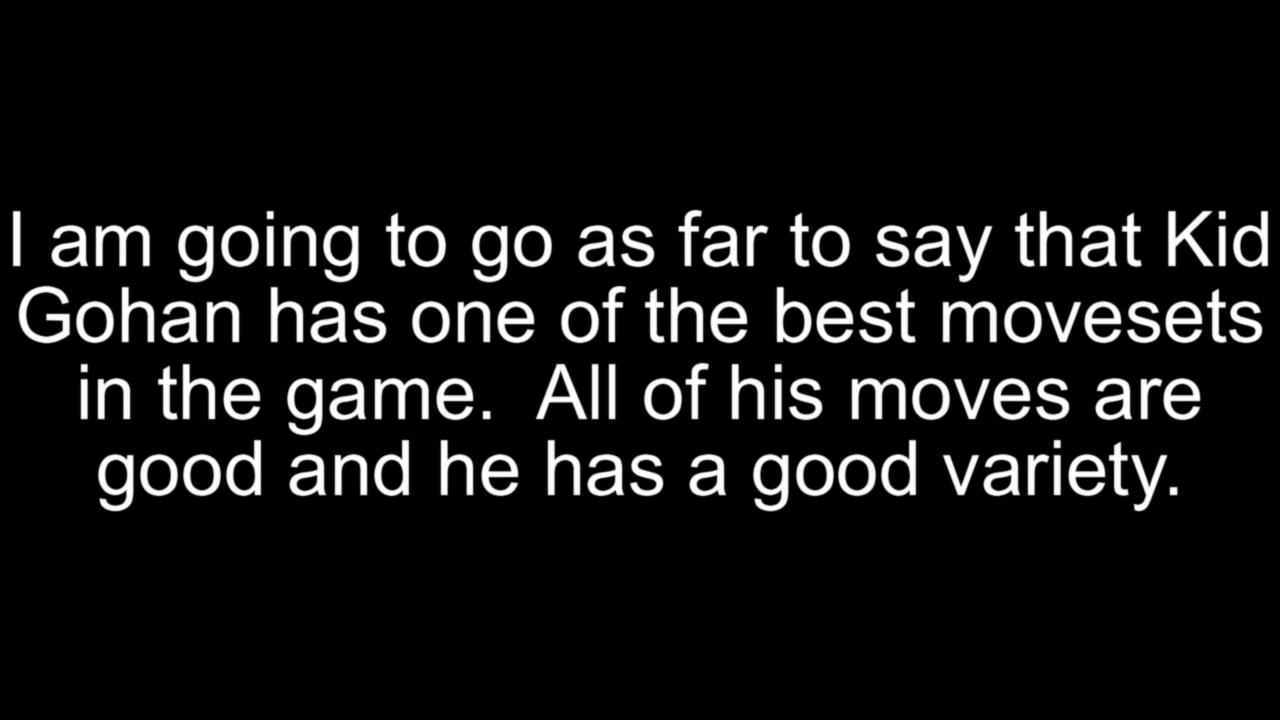 I am going to go as far to say that Kid
Gohan has one of the best movesets
in the game.  All of his moves are
good and he has a good variety.